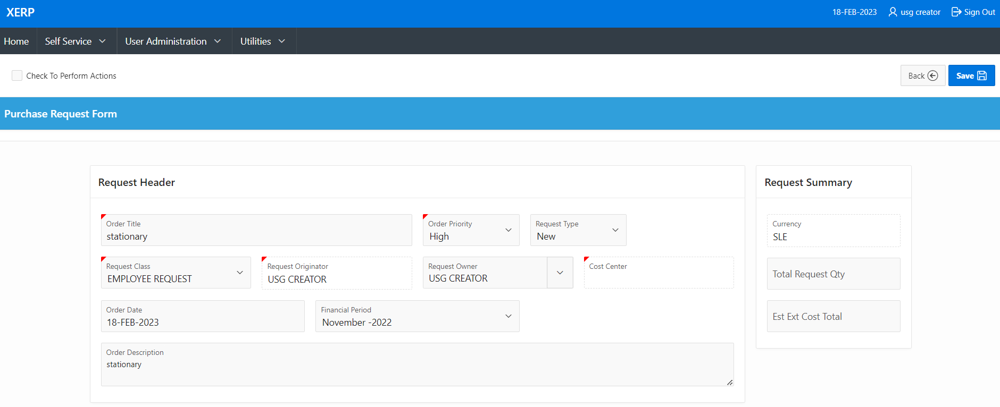 XERP
18-FEB-2023 usg creator Sign Out
Home Self Service User Administration Utilities
Check To Perform Actions
Back Save
Purchase Request Form
Request Header
Order Title
stationary
Order Priority
High
Request Type
New
Request Class
EMPLOYEE REQUEST
Request Originator
USG CREATOR
Request Owner
USG CREATOR
Cost Center
Order Date
18-FEB-2023
Financial Period
November -2022
Order Description
stationary
Request Summary
Currency
SLE
Total Request Qty
Est Ext Cost Total